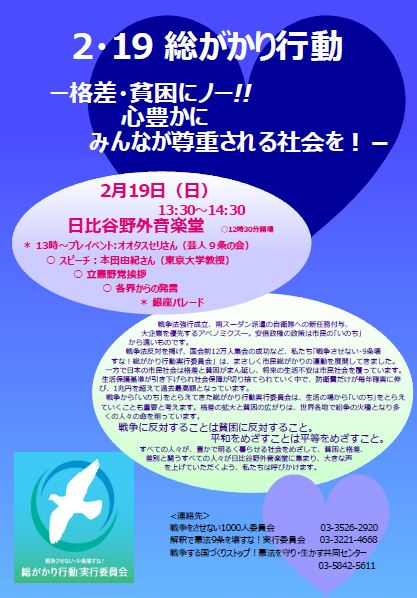 2・19 総がかり行動
－格差・貧困にノー!!
心豊かに
みんなが尊重される社会を！－
2月19日（日）
13:30～14:30
日比谷野外音楽堂 ○12時30分開場
＊ 13時～プレイベント:オオタスセリさん（芸人９条の会）
○ スピーチ：本田由紀さん（東京大学教授）
○ 立憲野党挨拶
○ 各界からの発言
＊ 銀座パレード
戦争法強行成立、南スーダン派遣の自衛隊への新任務付与、
大企業を優先するアベノミクスー。安倍政権の政策は市民の「いのち」
から遠いものです。
戦争法反対を掲げ、国会前12万人集会の成功など、私たち「戦争させない・9条壊
すな！総がかり行動実行委員会」は、まさしく市民総がかりの運動を展開してきました。
一方で日本の市民社会は格差と貧困がまん延し、将来の生活不安は市民社会を覆っています。
生活保護基準が引き下げられ社会保障が切り捨てられていく中で、防衛費だけが毎年確実に伸
び、1兆円を超えて過去最高額となっています。
戦争から「いのち」をとらえてきた総がかり行動実行委員会は、生活の場から「いのち」をとらえ
ていくことも重要と考えます。格差の拡大と貧困の広がりは、世界各地で紛争の火種となり多
くの人々の命を削っています。
戦争に反対することは貧困に反対すること。
平和をめざすことは平等をめざすこと。
すべての人々が、豊かで明るく暮らせる社会をめざして、貧困と格差、
差別と闘うすべての人々が日比谷野外音楽堂に集まり、大きな声
を上げていただくよう、私たちは呼びかけます。
戦争させない・9条壊すな！
総がかり行動実行委員会
＜連絡先＞
戦争をさせない1000人委員会 03-3526-2920
解釈で憲法9条を壊すな！実行委員会 03-3221-4668
戦争する国づくりストップ！憲法を守り・生かす共同センター
03-5842-5611